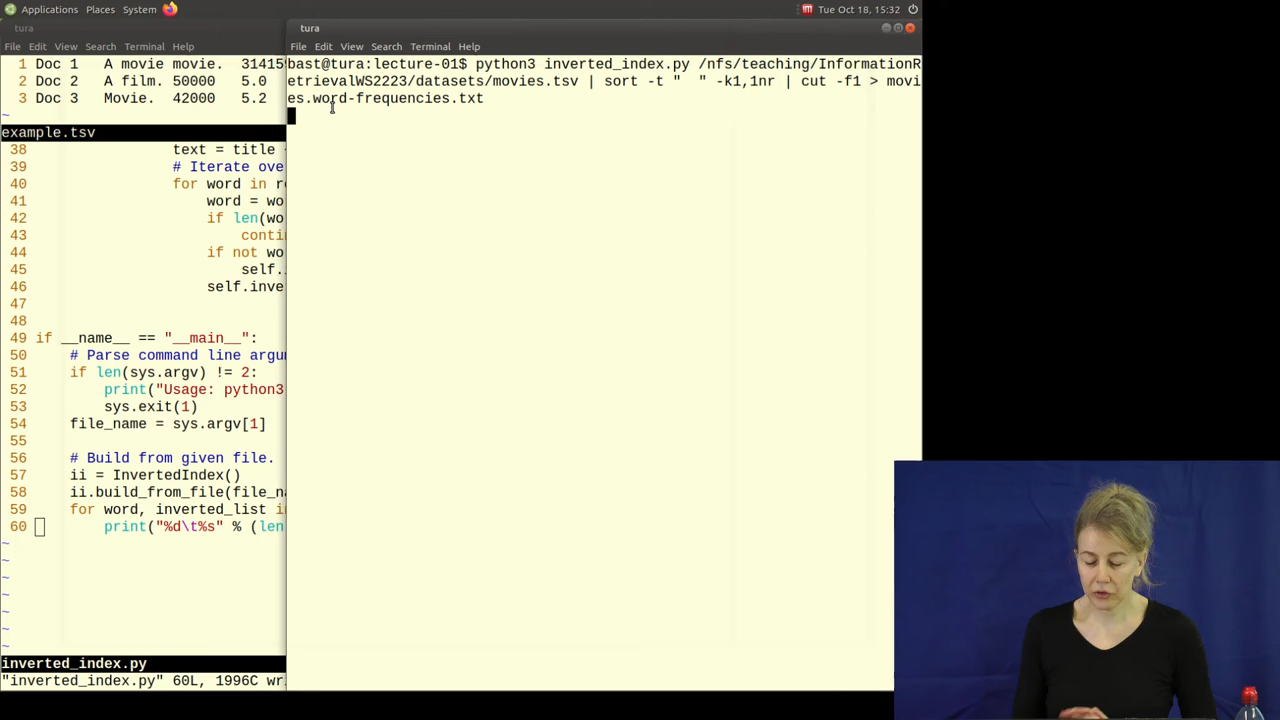 Applications Places System
Tue Oct 18, 15:32
tura
File Edit View Search Terminal Help
1 Doc 1 A movie movie. 314159
2 Doc 2 A film. 50000 5.0
3 Doc 3 Movie. 42000 5.2
~
example.tsv
38 text = title
39 # Iterate ove
40 for word in r
41 word = wo
42 if len(wo
43 conti
44 if not wo
45 self.
46 self.inve
47
48
49 if __name__ == "__main__":
50 # Parse command line argum
51 if len(sys.argv) != 2:
52 print("Usage: python3
53 sys.exit(1)
54 file_name = sys.argv[1]
55
56 # Build from given file.
57 ii = InvertedIndex()
58 ii.build_from_file(file_na
59 for word, inverted_list i
60 print("%d\t%s" % (len
~
~
~
~
~
~
~
inverted_index.py
"inverted_index.py" 60L, 1996C wr
tura
File Edit View Search Terminal Help
bast@tura:lecture-01$ python3 inverted_index.py /nfs/teaching/InformationR
etrievalWS2223/datasets/movies.tsv | sort -t "  " -k1,1nr | cut -f1 > movi
es.word-frequencies.txt